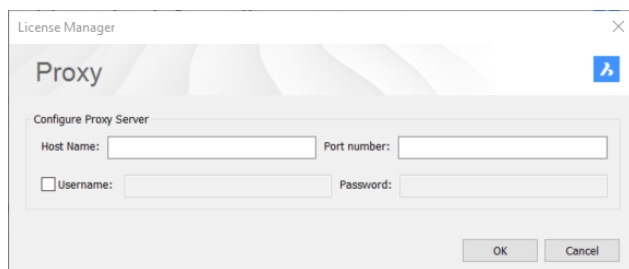 License Manager
Proxy
Configure Proxy Server
Host Name: Port number:
Username: Password:
OK Cancel